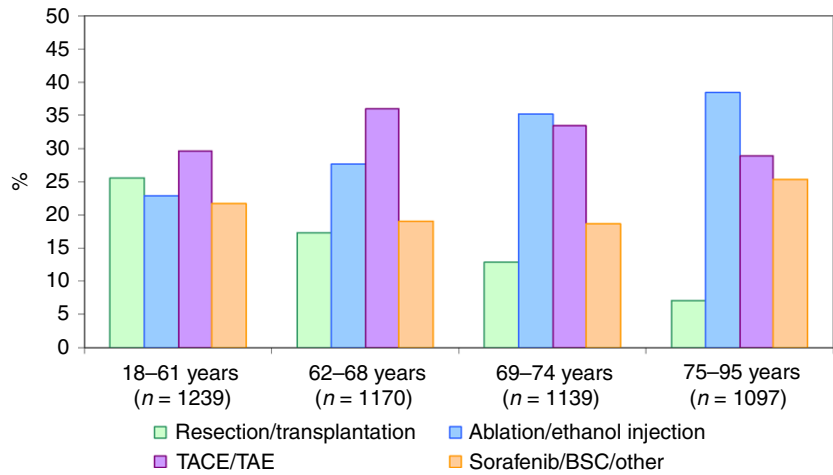 50
45
40
35
30
25
20
15
10
5
0
%
18–61 years
(n = 1239)
62–68 years
(n = 1170)
69–74 years
(n = 1139)
75–95 years
(n = 1097)
Resection/transplantation
Ablation/ethanol injection
TACE/TAE
Sorafenib/BSC/other